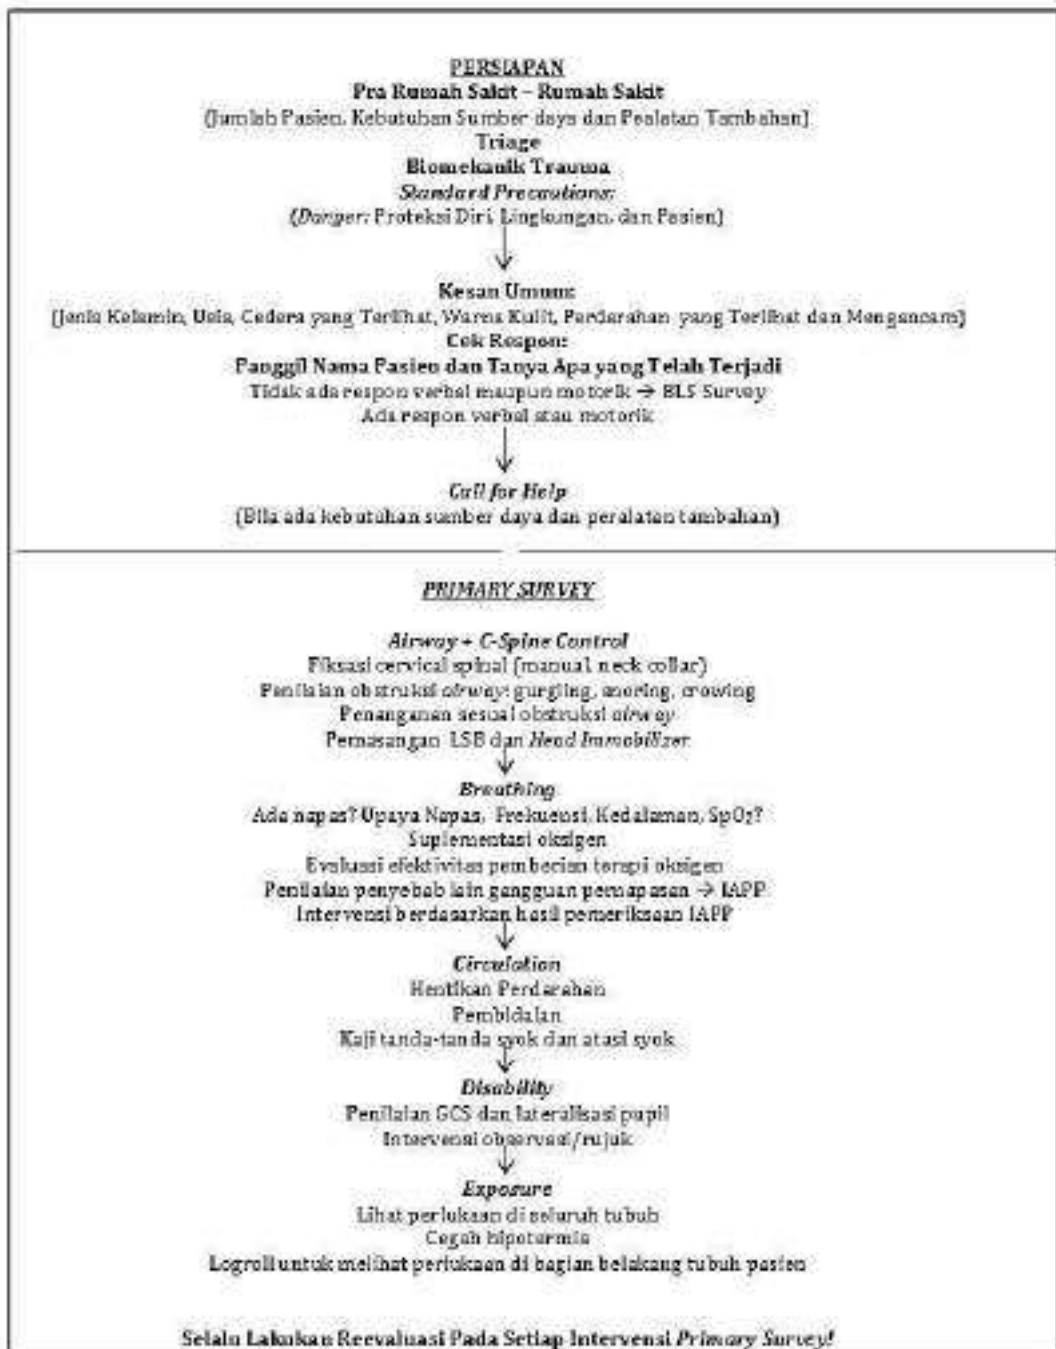 PERSIAPAN
Pra Rumah Sakit – Rumah Sakit
(Jumlah Pasien, Kebutuhan Sumber daya dan Pealatan Tambahan)
Triage
Biomekanik Trauma
Standard Precautions:
(Danger: Proteksi Diri, Lingkungan, dan Pasien)
Kesan Umum:
(Jenis Kelamin, Usia, Cedera yang Terlihat, Warna Kulit, Perdarahan yang Terlihat dan Mengancam)
Cek Respon:
Panggil Nama Pasien dan Tanya Apa yang Telah Terjadi
Tidak ada respon verbal maupun motorik → BLS Survey
Ada respon verbal atau motorik
Call for Help
(Bila ada kebutuhan sumber daya dan peralatan tambahan)
PRIMARY SURVEY
Airway + C-Spine Control
Fiksasi cervical spinal (manual, neck collar)
Penilaian obstruksi airway: gurgling, snoring, crowing
Penanganan sesuai obstruksi airway
Pemasangan LSB dan Head Immobilizer
Breathing
Ada napas? Upaya Napas, Frekuensi, Kedalaman, SpO2?
Suplementasi oksigen
Evaluasi efektivitas pemberian terapi oksigen
Penilaian penyebab lain gangguan pernapasan → IAPP
Intervensi berdasarkan hasil pemeriksaan IAPP
Circulation
Hentikan Perdarahan
Pembidaian
Kaji tanda-tanda syok dan atasi syok
Disability
Penilaian GCS dan lateralisasi pupil
Intervensi observasi/rujuk
Exposure
Lihat perlukaan di seluruh tubuh
Cegah hipotermia
Logroll untuk melihat perlukaan di bagian belakang tubuh pasien
Selalu Lakukan Reevaluasi Pada Setiap Intervensi Primary Survey!